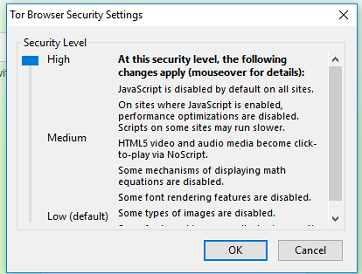 Tor Browser Security Settings
Security Level
High
At this security level, the following
changes apply (mouseover for details):
JavaScript is disabled by default on all sites.
On sites where JavaScript is enabled,
performance optimizations are disabled.
Scripts on some sites may run slower.
Medium
HTML5 video and audio media become click-
to-play via NoScript.
Some mechanisms of displaying math
equations are disabled.
Some font rendering features are disabled.
Low (default)
Some types of images are disabled.
OK
Cancel